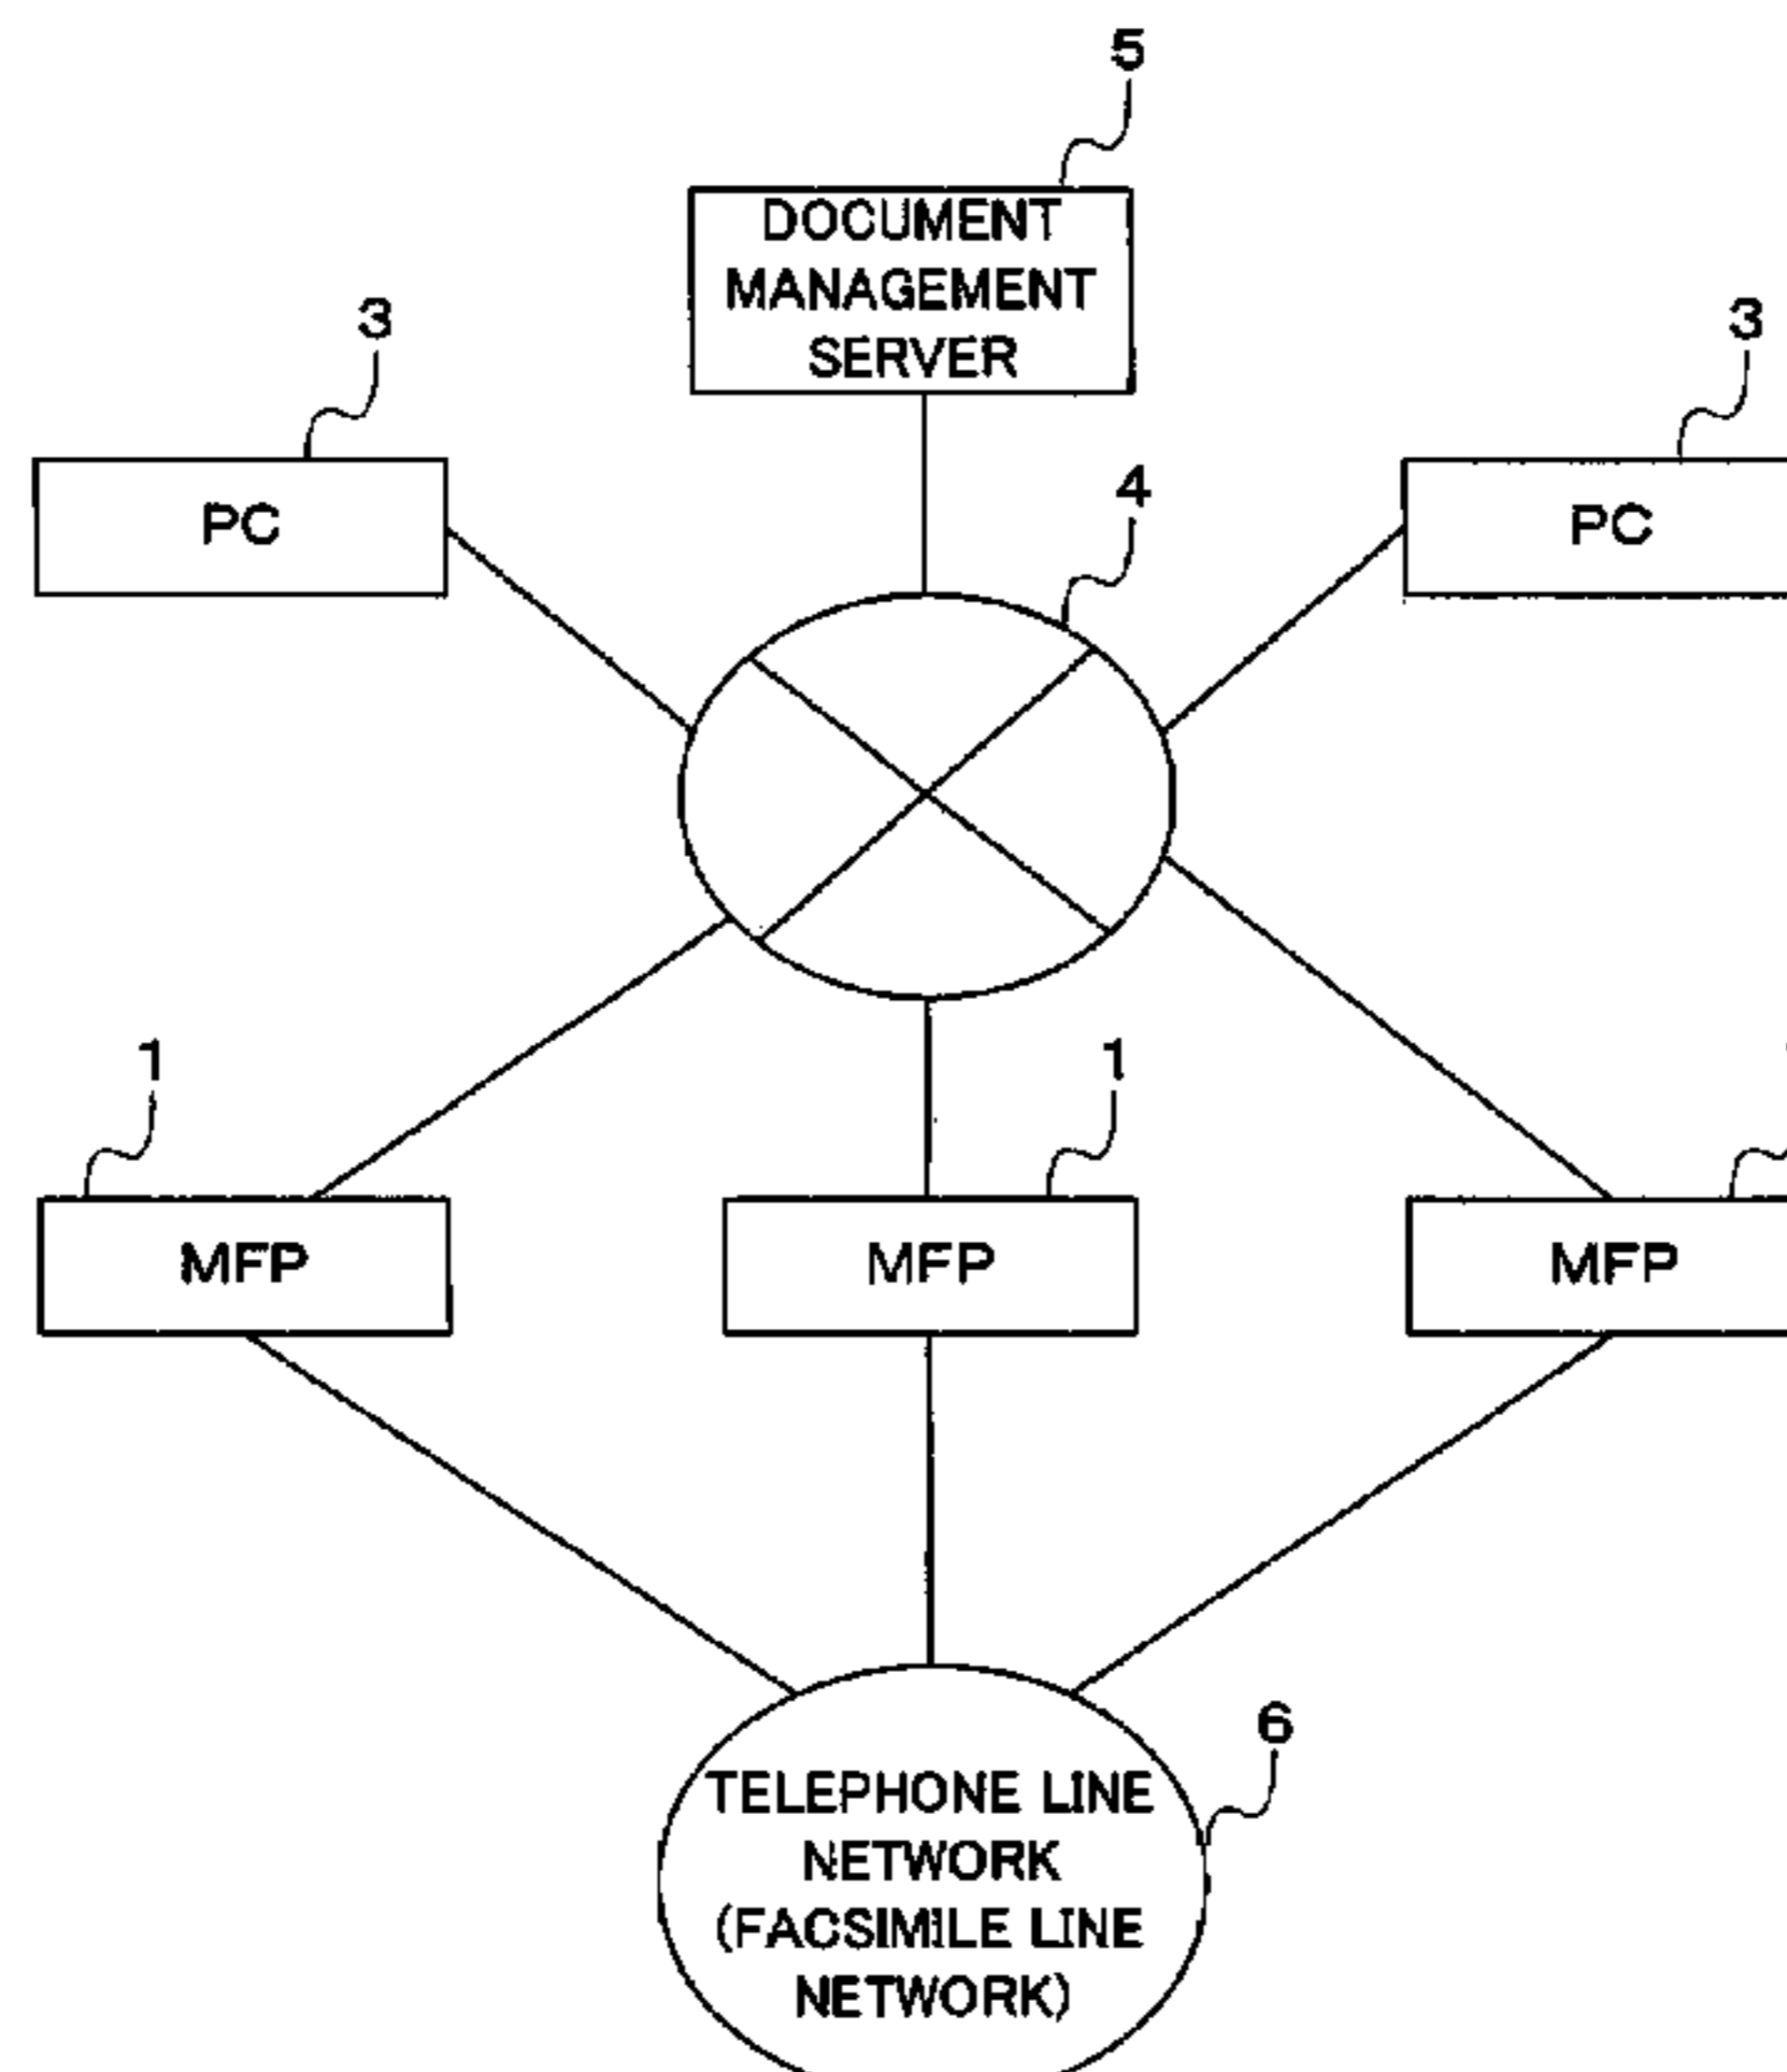 5
DOCUMENT
MANAGEMENT
SERVER
3
3
PC
4
PC
1
1
MFP
MFP
MFP
6
TELEPHONE LINE
NETWORK
(FACSIMILE LINE
NETWORK)